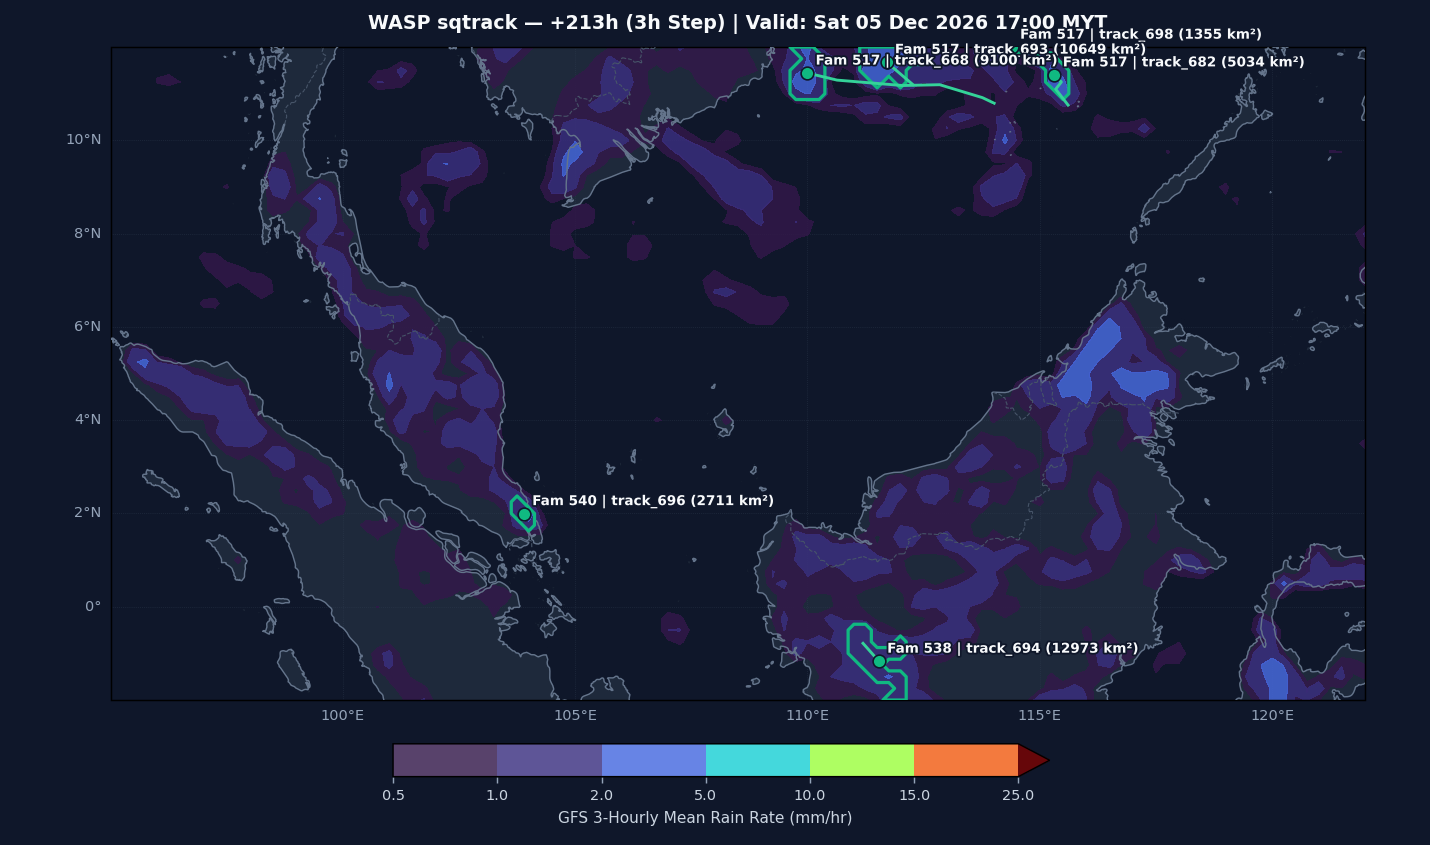 WASP sqtrack — +213h (3h Step) | Valid: Sat 05 Dec 2026 17:00 MYT
Fam 517 | track_698 (1355 km²)
Fam 517 | track_693 (10649 km²)
Fam 517 | track_668 (9100 km²)
Fam 517 | track_682 (5034 km²)
10°N
8°N
6°N
4°N
2°N
0°
Fam 540 | track_696 (2711 km²)
Fam 538 | track_694 (12973 km²)
100°E
105°E
110°E
115°E
120°E
0.5
1.0
2.0
5.0
10.0
15.0
25.0
GFS 3-Hourly Mean Rain Rate (mm/hr)